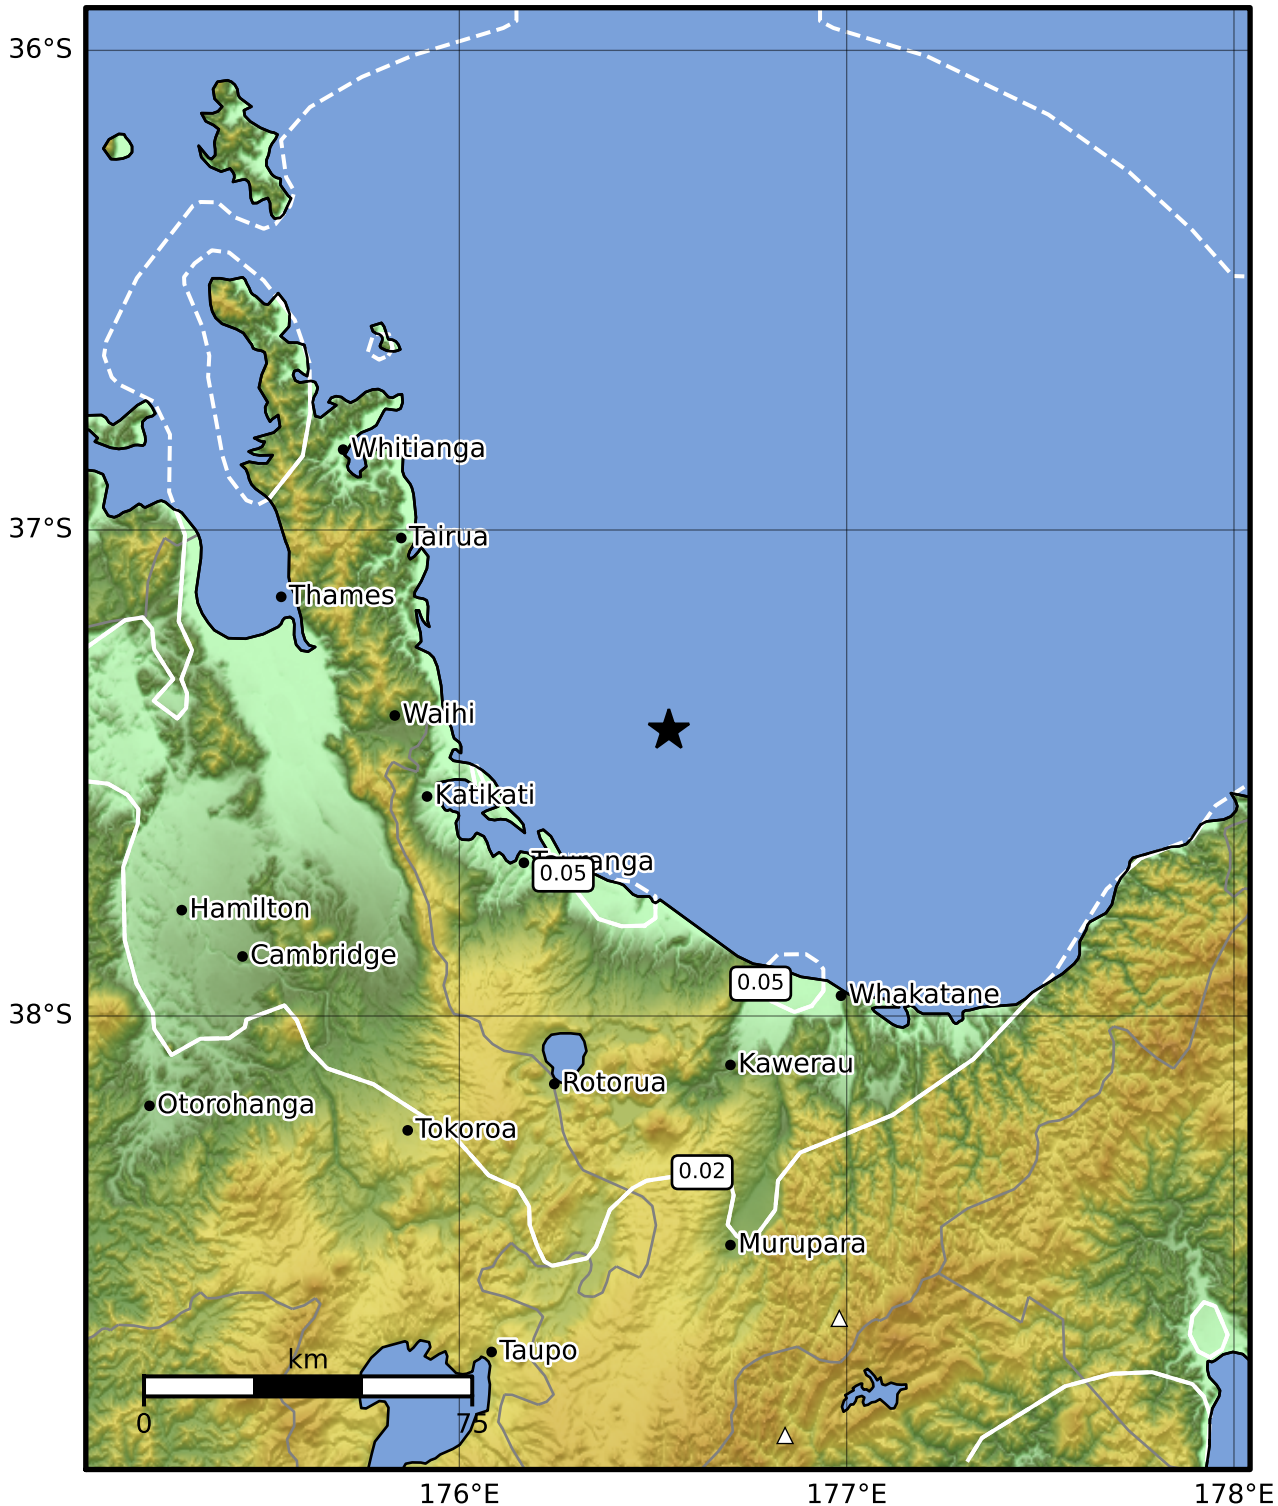 36°S
Whitianga
37°S
Tairua
Thames
Waihi
Katikati
0.05
Hamilton
Cambridge
0.05
Whakatane
38°S
Kawerau
Rotorua
Otorohanga
Tokoroa
0.02
Murupara
Taupo
km
0
75
176°E
177°E
178°E